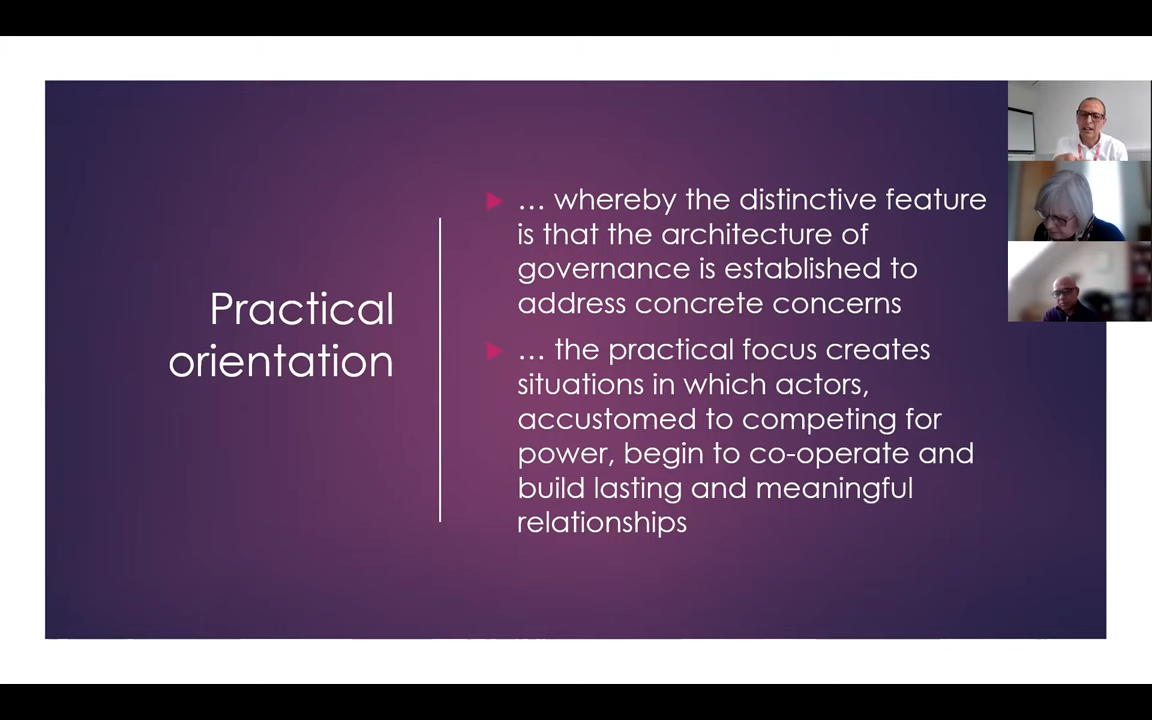 Practical
orientation
… whereby the distinctive feature
is that the architecture of
governance is established to
address concrete concerns
… the practical focus creates
situations in which actors,
accustomed to competing for
power, begin to co-operate and
build lasting and meaningful
relationships